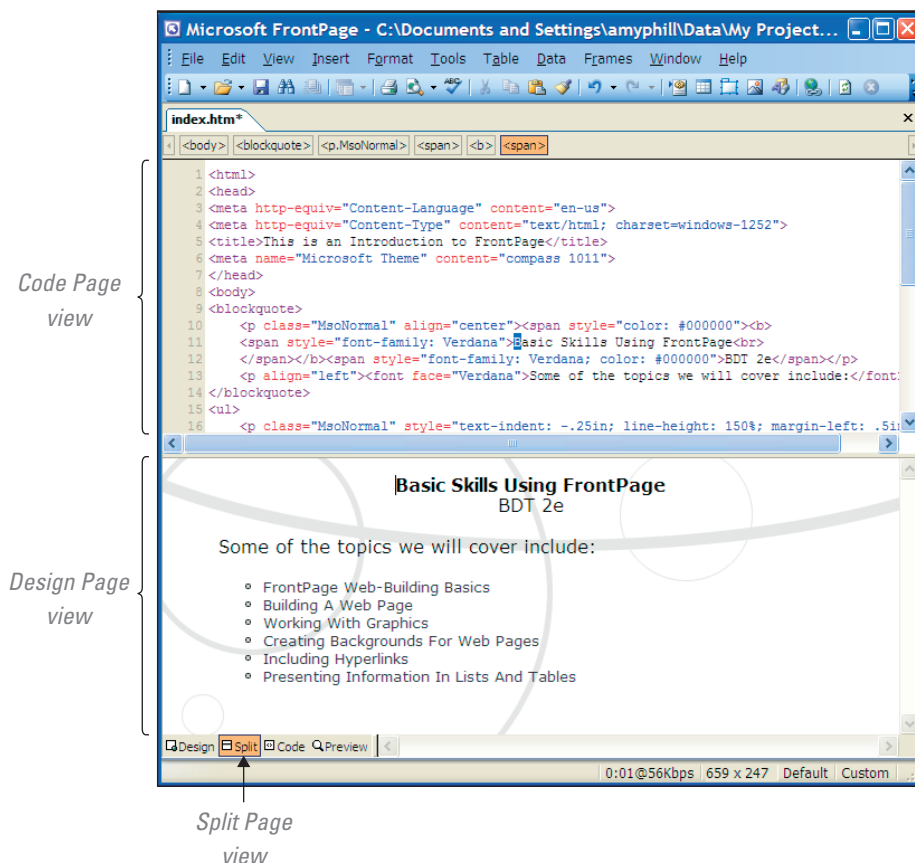 Microsoft FrontPage - C:\Documents and Settings\amyphill\Data\My Project...
File Edit View Insert Format Tools Table Data Frames Window Help
index.htm*
<body> <blockquote> <p.MsoNormal> <span> <b> <span>
Code Page
view
1 <html>
2 <head>
3 <meta http-equiv="Content-Language" content="en-us">
4 <meta http-equiv="Content-Type" content="text/html; charset=windows-1252">
5 <title>This is an Introduction to FrontPage</title>
6 <meta name="Microsoft Theme" content="compass 1011">
7 </head>
8 <body>
9 <blockquote>
10 <p class="MsoNormal" align="center"><span style="color: #000000"><b>
11 <span style="font-family: Verdana">Basic Skills Using FrontPage<br>
12 </span></b><span style="font-family: Verdana; color: #000000">BDT 2e</span></p>
13 <p align="left"><font face="Verdana">Some of the topics we will cover include:</font
14 </blockquote>
15 <ul>
16 <p class="MsoNormal" style="text-indent: -.25in; line-height: 150%; margin-left: .5in
Design Page
view
Basic Skills Using FrontPage
BDT 2e
Some of the topics we will cover include:
FrontPage Web-Building Basics
Building A Web Page
Working With Graphics
Creating Backgrounds For Web Pages
Including Hyperlinks
Presenting Information In Lists And Tables
Design Split Code Preview
0:01@56Kbps 659 x 247 Default Custom
Split Page
view